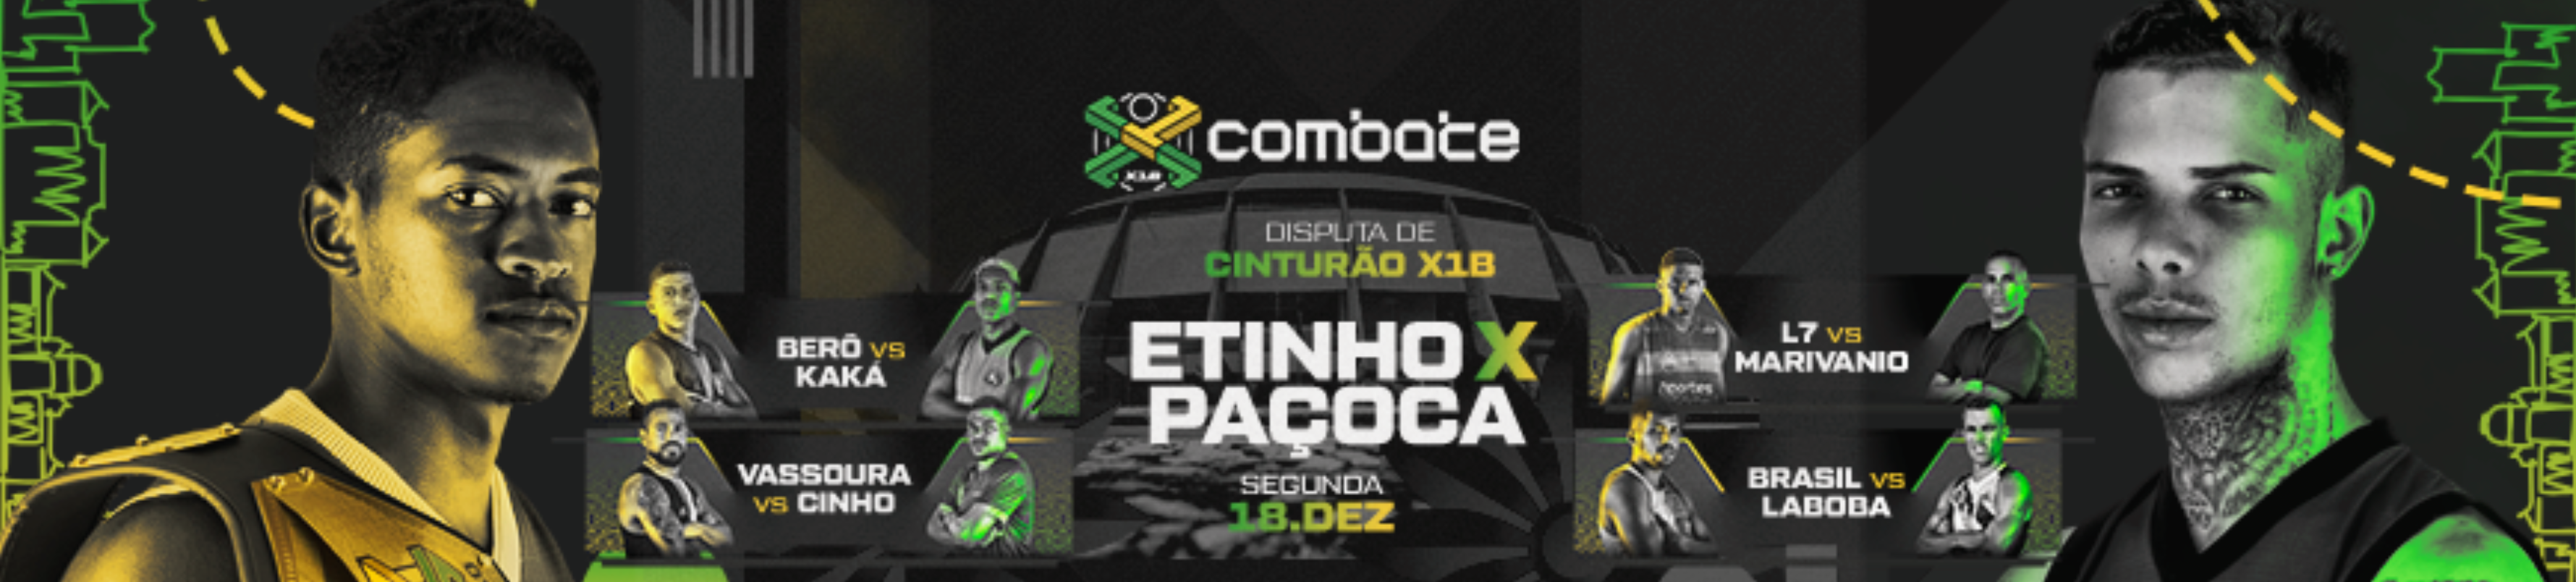 combate
X1B
DISPUTA DE
CINTURÃO X1B
ETINHO X
PAÇOCA
SEGUNDA
18.DEZ
BERÔ VS
KAKÁ
VASSOURA
VS CINHO
L7 VS
MARIVANIO
BRASIL VS
LABOBA